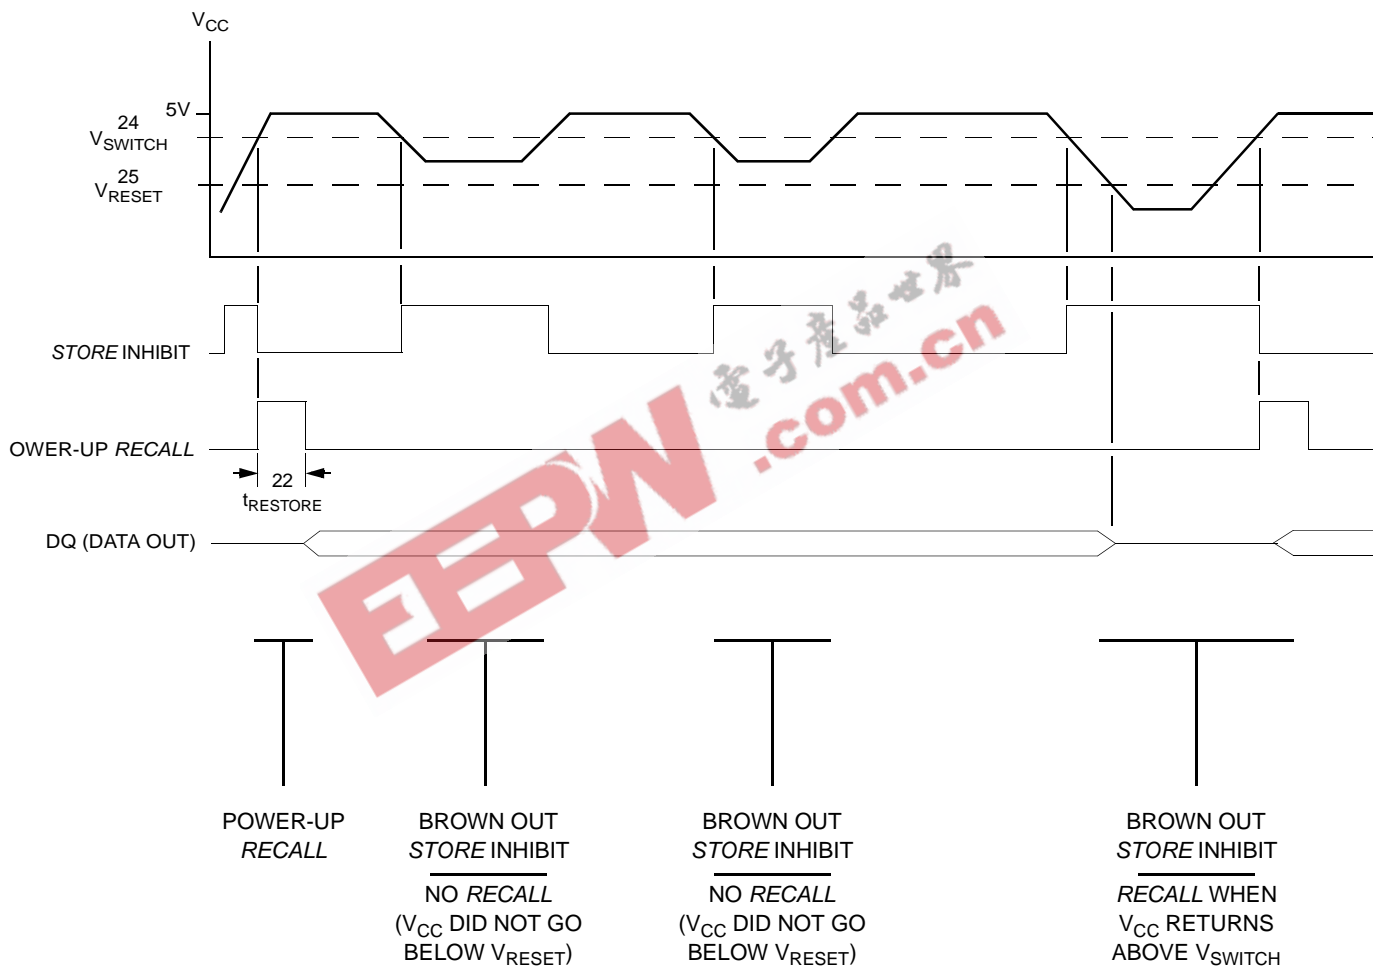 VCC
5V
24
VSWITCH
25
VRESET
STORE INHIBIT
OWER-UP RECALL
22
tRESTORE
DQ (DATA OUT)
EEPW
電子產品世界
.com.cn
POWER-UP
RECALL
BROWN OUT
STORE INHIBIT
NO RECALL
(VCC DID NOT GO
BELOW VRESET)
BROWN OUT
STORE INHIBIT
NO RECALL
(VCC DID NOT GO
BELOW VRESET)
BROWN OUT
STORE INHIBIT
RECALL WHEN
VCC RETURNS
ABOVE VSWITCH